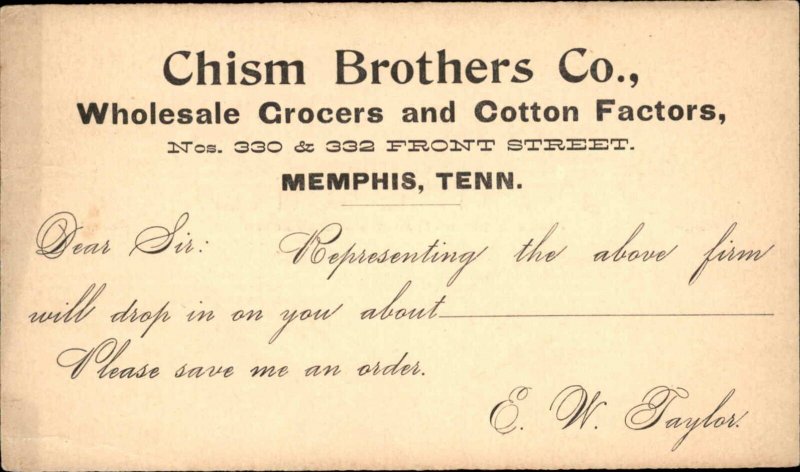 Chism Brothers Co.,
Wholesale Grocers and Cotton Factors,
Nos. 330 & 332 FRONT STREET.
MEMPHIS, TENN.
Dear Sir: Representing the above firm
will drop in on you about
Please save me an order.
E. W. Taylor.